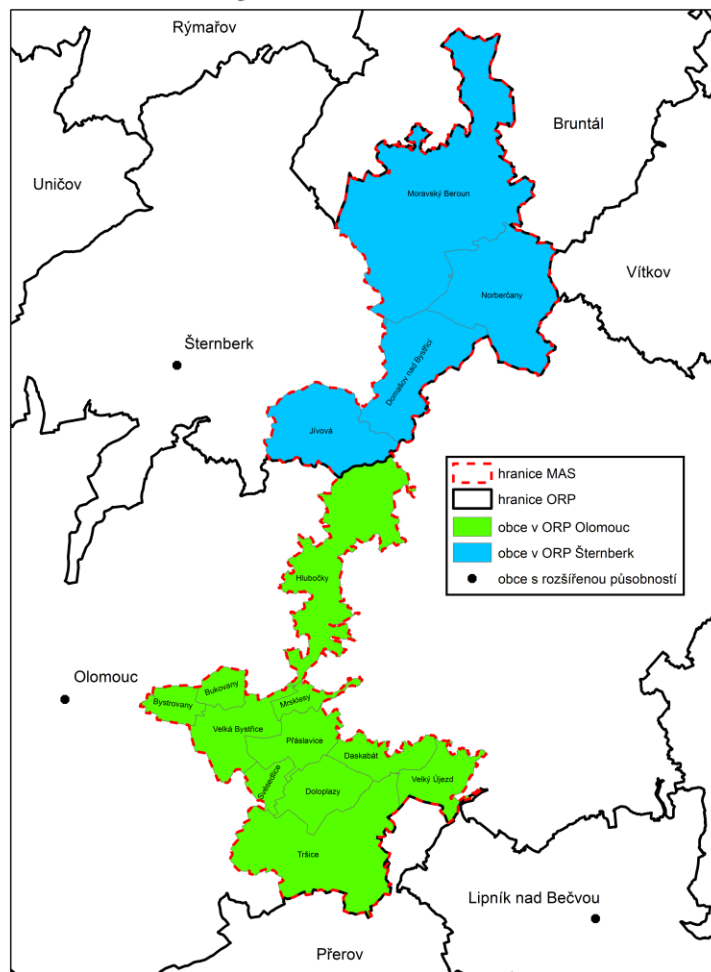 Rýmařov
Bruntál
Uničov
Moravský Beroun
Vítkov
Norberčany
Šternberk
Domašov nad Bystřicí
Jívová
hranice MAS
hranice ORP
obce v ORP Olomouc
obce v ORP Šternberk
obce s rozšířenou působností
Hlubočky
Olomouc
Bukovany
Bystrovany
Mrsklesy
Velká Bystřice
Přáslavice
Daskabát
Svésedlice
Velký Újezd
Doloplazy
Tršice
Lipník nad Bečvou
Přerov